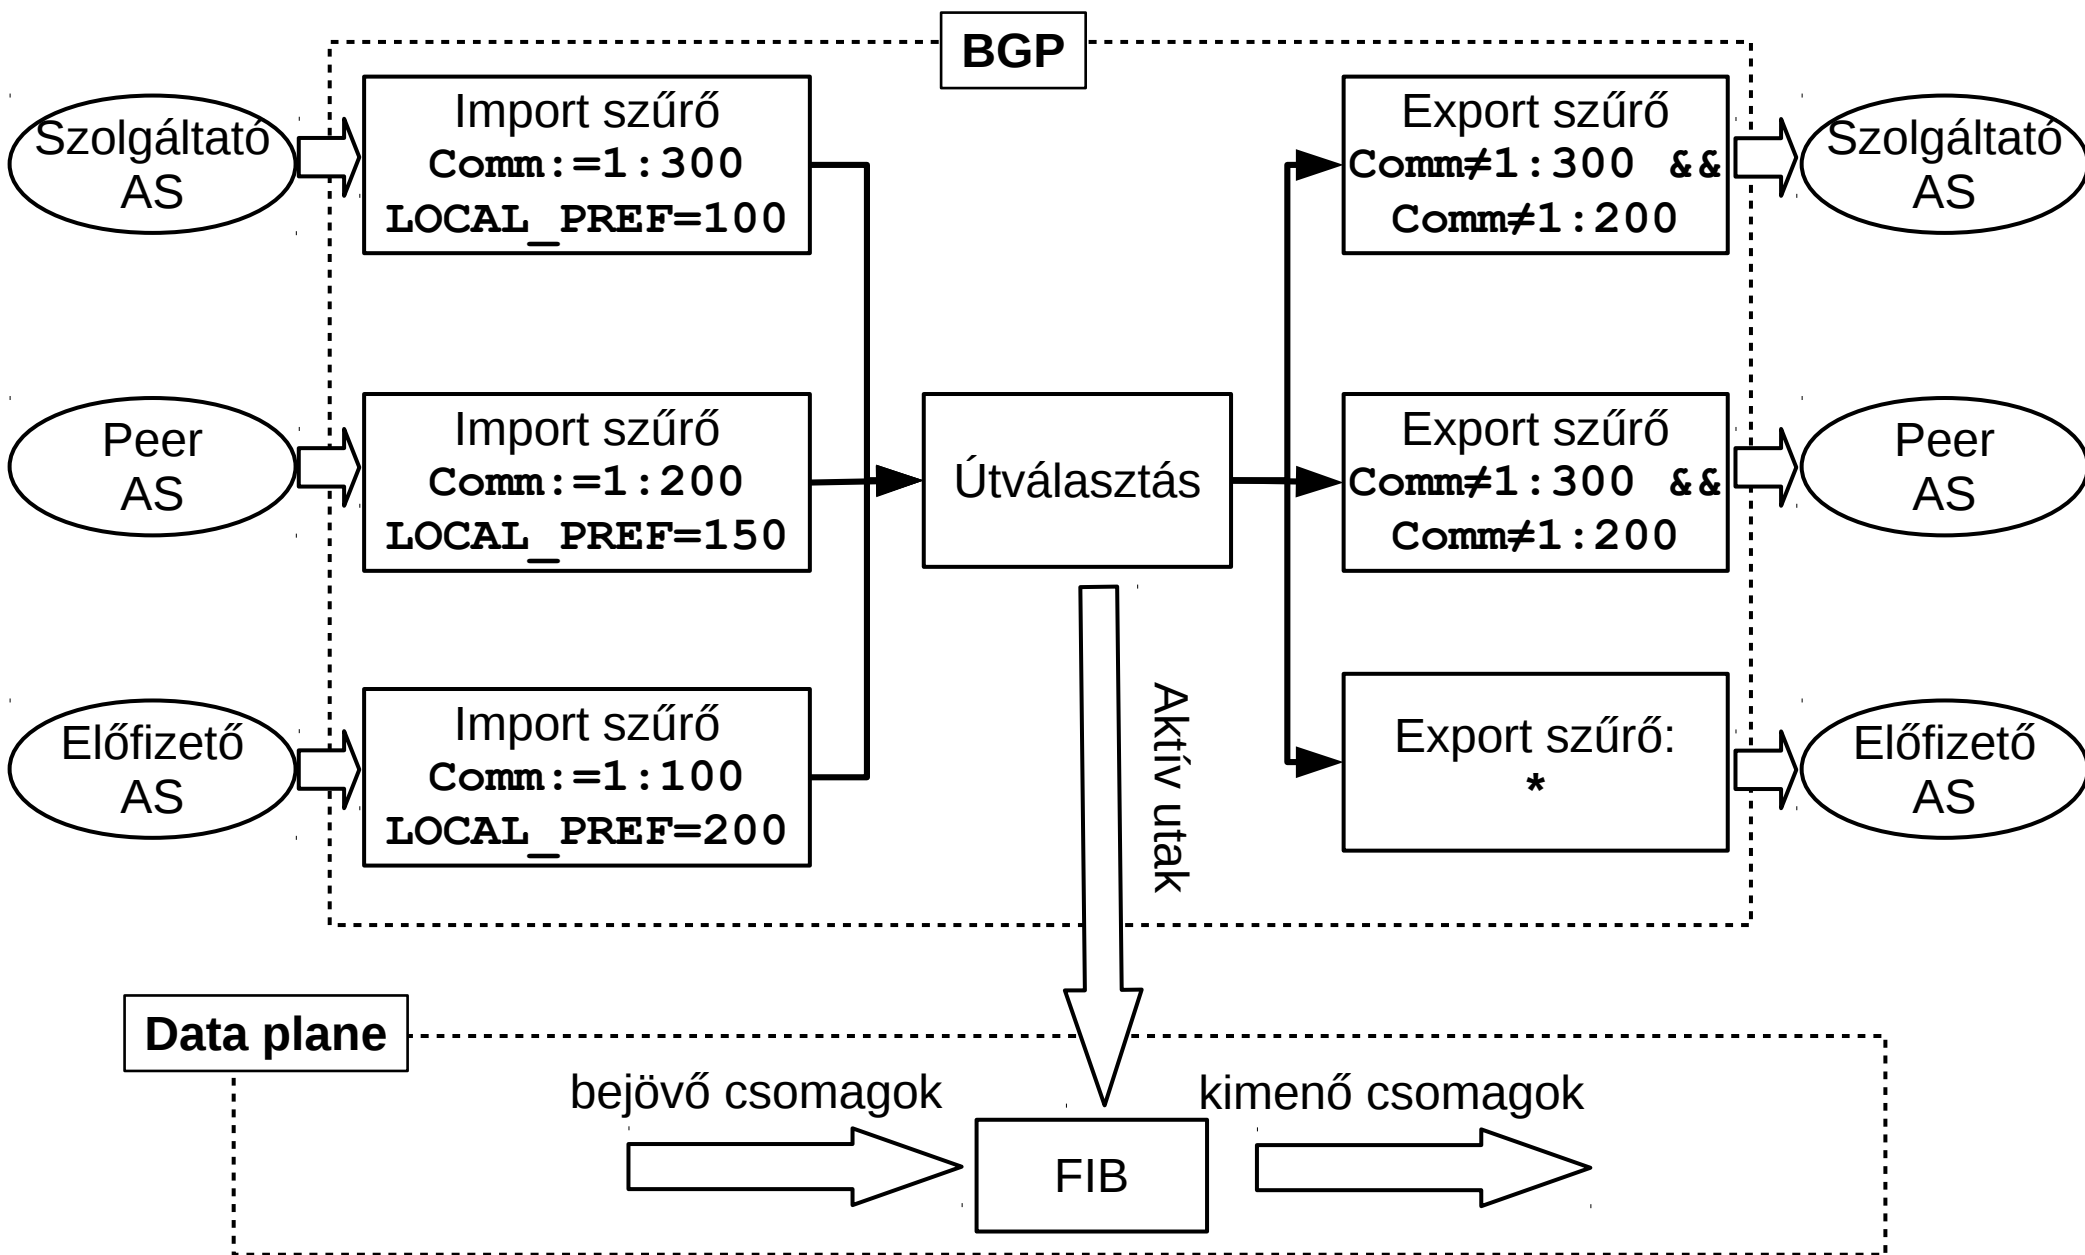 BGP
Szolgáltató
AS
Import szűrő
Comm:=1:300
LOCAL_PREF=100
Export szűrő
Comm≠1:300 &&
Comm≠1:200
Szolgáltató
AS
Peer
AS
Import szűrő
Comm:=1:200
LOCAL_PREF=150
Útválasztás
Export szűrő
Comm≠1:300 &&
Comm≠1:200
Peer
AS
Előfizető
AS
Import szűrő
Comm:=1:100
LOCAL_PREF=200
Aktív utak
Export szűrő:
*
Előfizető
AS
Data plane
bejövő csomagok
FIB
kimenő csomagok